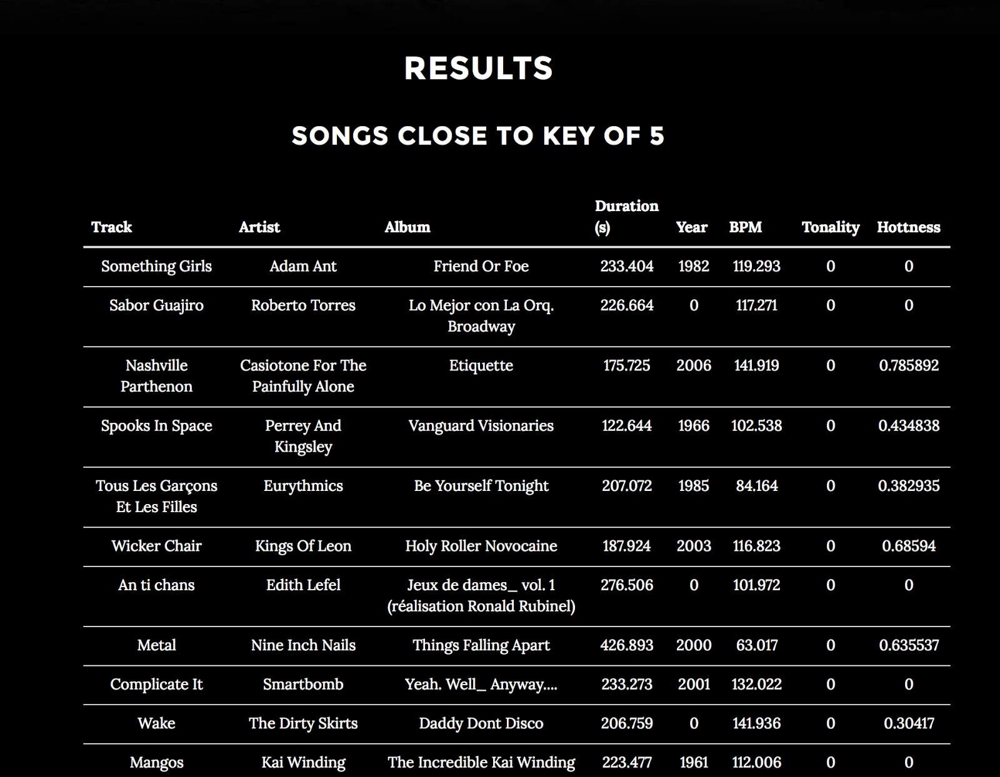 RESULTS
SONGS CLOSE TO KEY OF 5
Track Artist Album Duration (s) Year BPM Tonality Hottness
Something Girls Adam Ant Friend Or Foe 233.404 1982 119.293 0 0
Sabor Guajiro Roberto Torres Lo Mejor con La Orq. Broadway 226.664 0 117.271 0 0
Nashville Parthenon Casiotone For The Painfully Alone Etiquette 175.725 2006 141.919 0 0.785892
Spooks In Space Perrey And Kingsley Vanguard Visionaries 122.644 1966 102.538 0 0.434838
Tous Les Garçons Et Les Filles Eurythmics Be Yourself Tonight 207.072 1985 84.164 0 0.382935
Wicker Chair Kings Of Leon Holy Roller Novocaine 187.924 2003 116.823 0 0.68594
An ti chans Edith Lefel Jeux de dames_ vol. 1 (réalisation Ronald Rubinel) 276.506 0 101.972 0 0
Metal Nine Inch Nails Things Falling Apart 426.893 2000 63.017 0 0.635537
Complicate It Smartbomb Yeah. Well_ Anyway.... 233.273 2001 132.022 0 0
Wake The Dirty Skirts Daddy Dont Disco 206.759 0 141.936 0 0.30417
Mangos Kai Winding The Incredible Kai Winding 223.477 1961 112.006 0 0